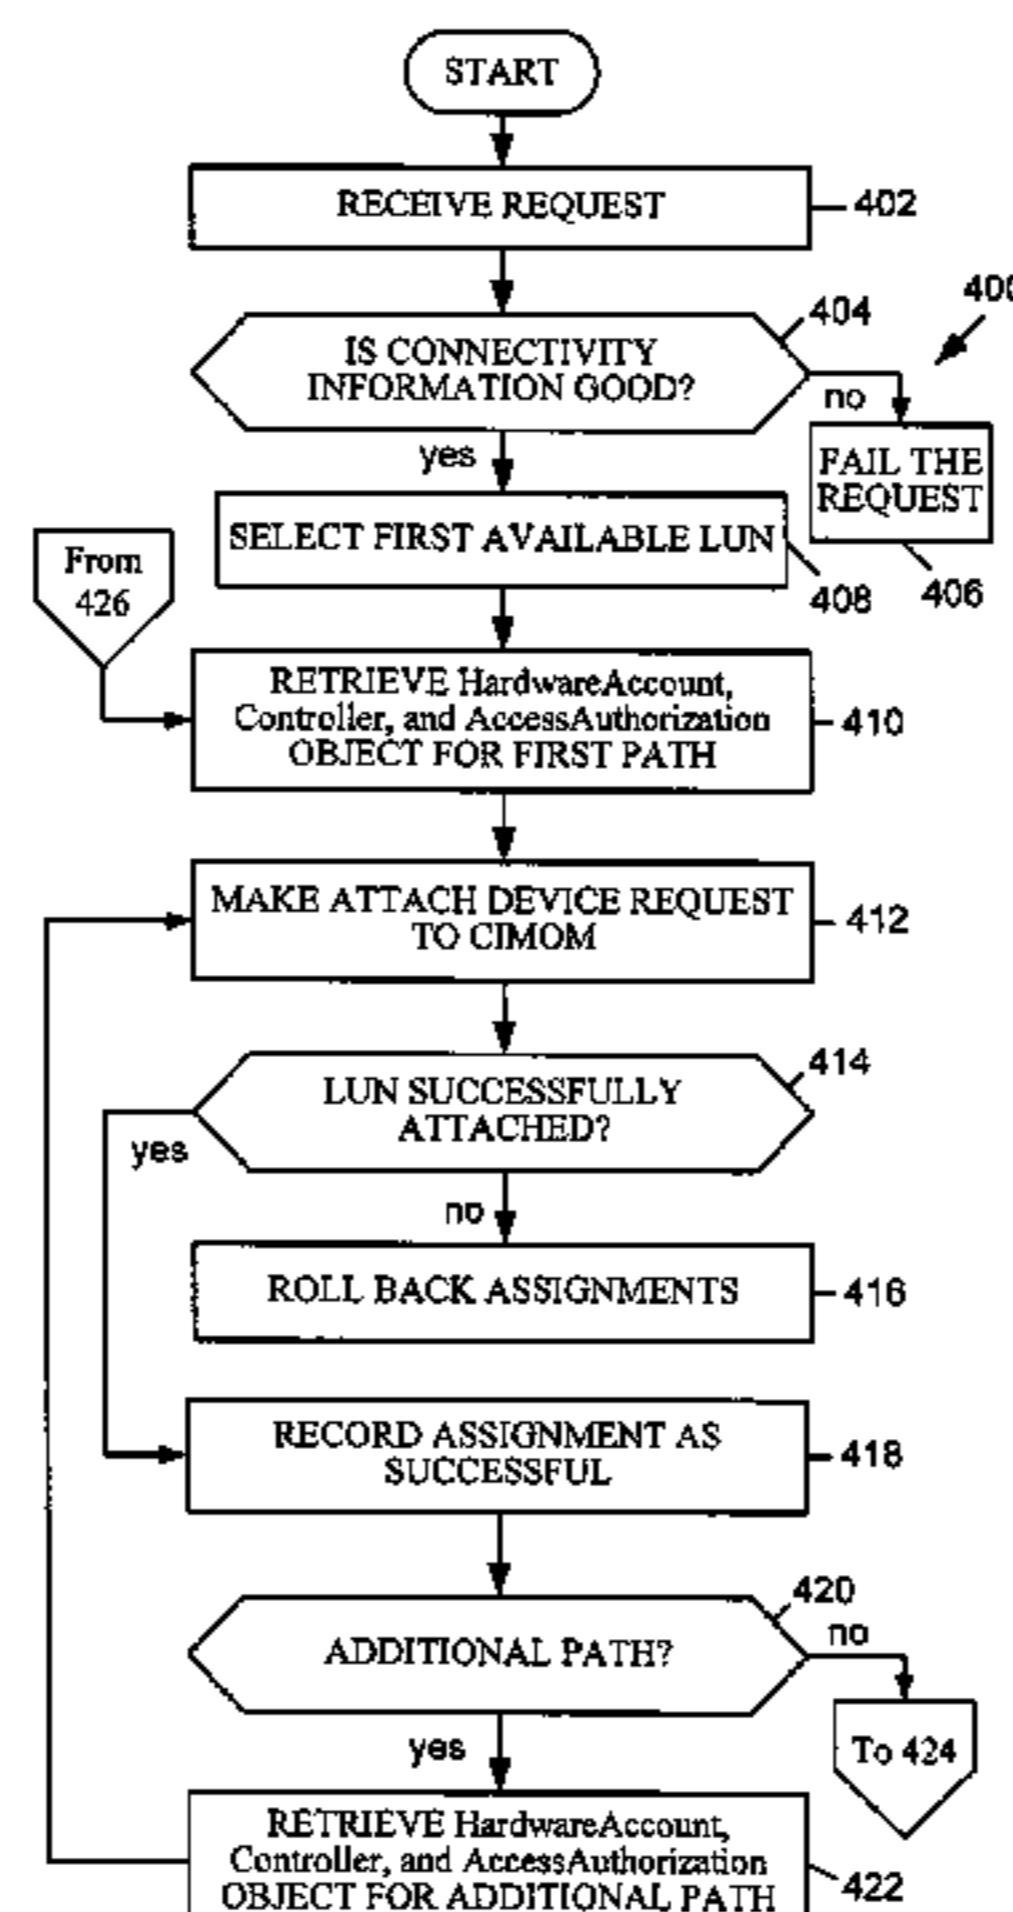 START
RECEIVE REQUEST
402
400
404
IS CONNECTIVITY
INFORMATION GOOD?
no
yes
FAIL THE
REQUEST
406
SELECT FIRST AVAILABLE LUN
408
From
426
RETRIEVE HardwareAccount,
Controller, and AccessAuthorization
OBJECT FOR FIRST PATH
410
MAKE ATTACH DEVICE REQUEST
TO CIMOM
412
414
LUN SUCCESSFULLY
ATTACHED?
yes
no
ROLL BACK ASSIGNMENTS
416
RECORD ASSIGNMENT AS
SUCCESSFUL
418
420
ADDITIONAL PATH?
no
yes
To 424
RETRIEVE HardwareAccount,
Controller, and AccessAuthorization
OBJECT FOR ADDITIONAL PATH
422